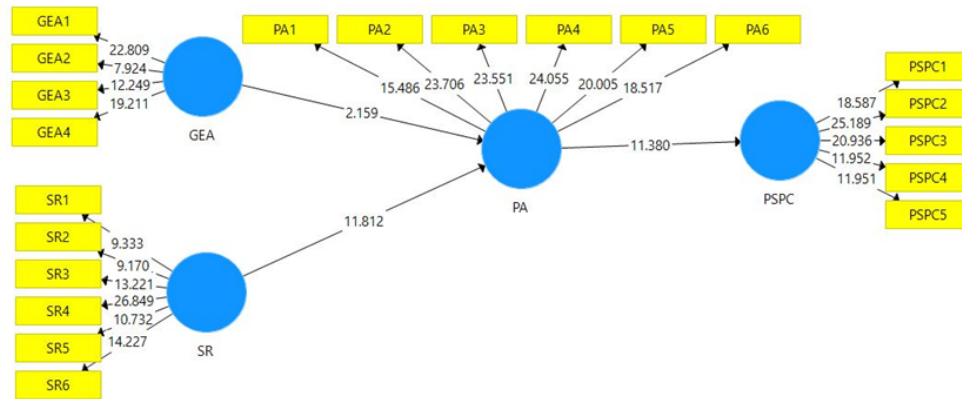 GEA1
GEA2
GEA3
GEA4
22.809
7.924
12.249
19.211
GEA
PA1
PA2
PA3
PA4
PA5
PA6
15.486
23.706
23.551
24.055
20.005
18.517
2.159
PA
11.380
PSPC
18.587
25.189
20.936
11.952
11.951
PSPC1
PSPC2
PSPC3
PSPC4
PSPC5
SR1
SR2
SR3
SR4
SR5
SR6
9.333
9.170
13.221
26.849
10.732
14.227
SR
11.812